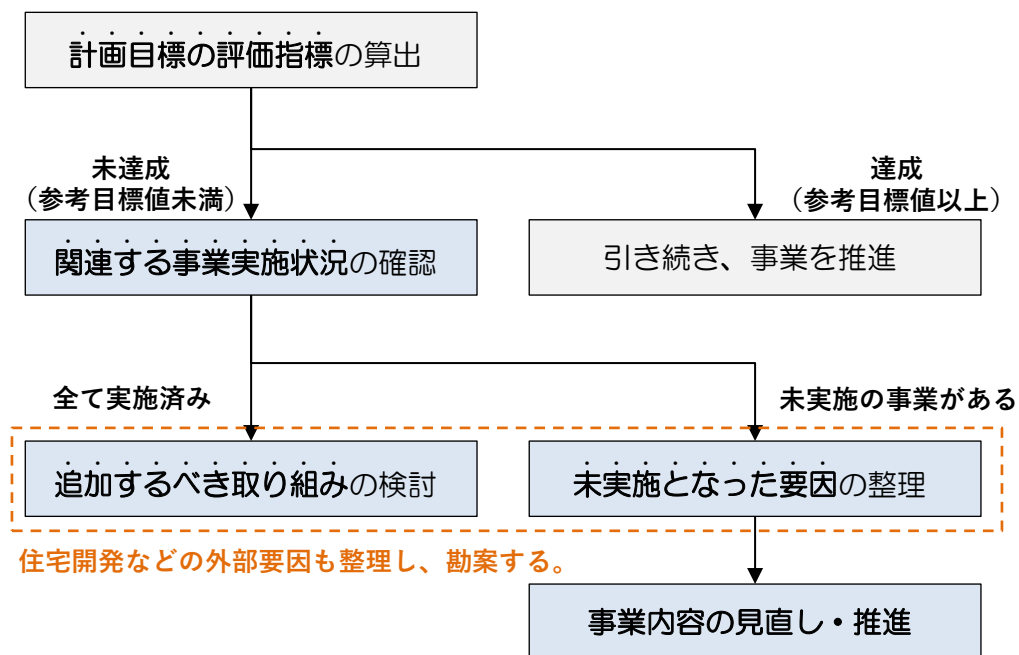 計画目標の評価指標の算出
未達成
（参考目標値未満）
達成
（参考目標値以上）
関連する事業実施状況の確認
引き続き、事業を推進
全て実施済み
未実施の事業がある
追加するべき取り組みの検討
未実施となった要因の整理
住宅開発などの外部要因も整理し、勘案する。
事業内容の見直し・推進